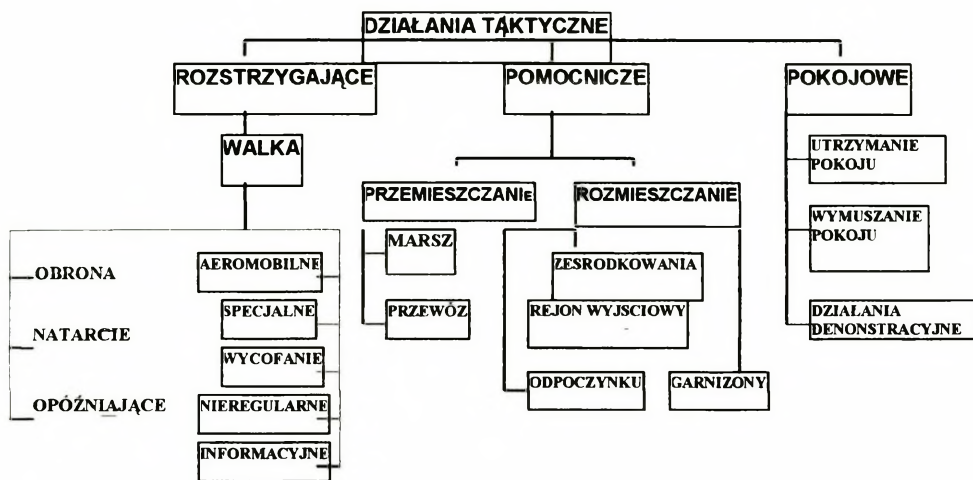 DZIAŁANIA TAKTYCZNE
ROZSTRZYGAJĄCE
POMOCNICZE
POKOJOWE
WALKA
UTRZYMANIE
POKOJU
PRZEMIESZCZANIE
ROZMIESZCZANIE
WYMUSZANIE
POKOJU
MARSZ
PRZEWÓZ
ZESRODKOWANIA
REJON WYJSCIOWY
ODPOCZYNKU
GARNIZONY
DZIAŁANIA
DENONSTRACYJNE
OBRONA
NATARCIE
OPÓŹNIAJĄCE
AEROMOBILNE
SPECJALNE
WYCOFANIE
NIEREGULARNE
INFORMACYJNE